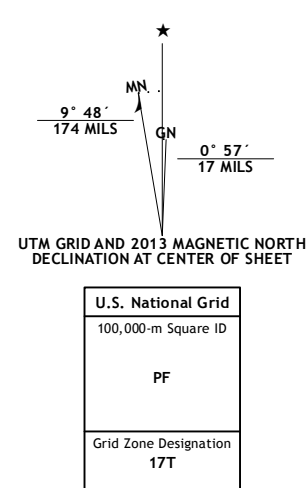 ★
MN
9° 48´
174 MILS
GN
0° 57´
17 MILS
UTM GRID AND 2013 MAGNETIC NORTH
DECLINATION AT CENTER OF SHEET
U.S. National Grid
100,000-m Square ID
PF
Grid Zone Designation
17T